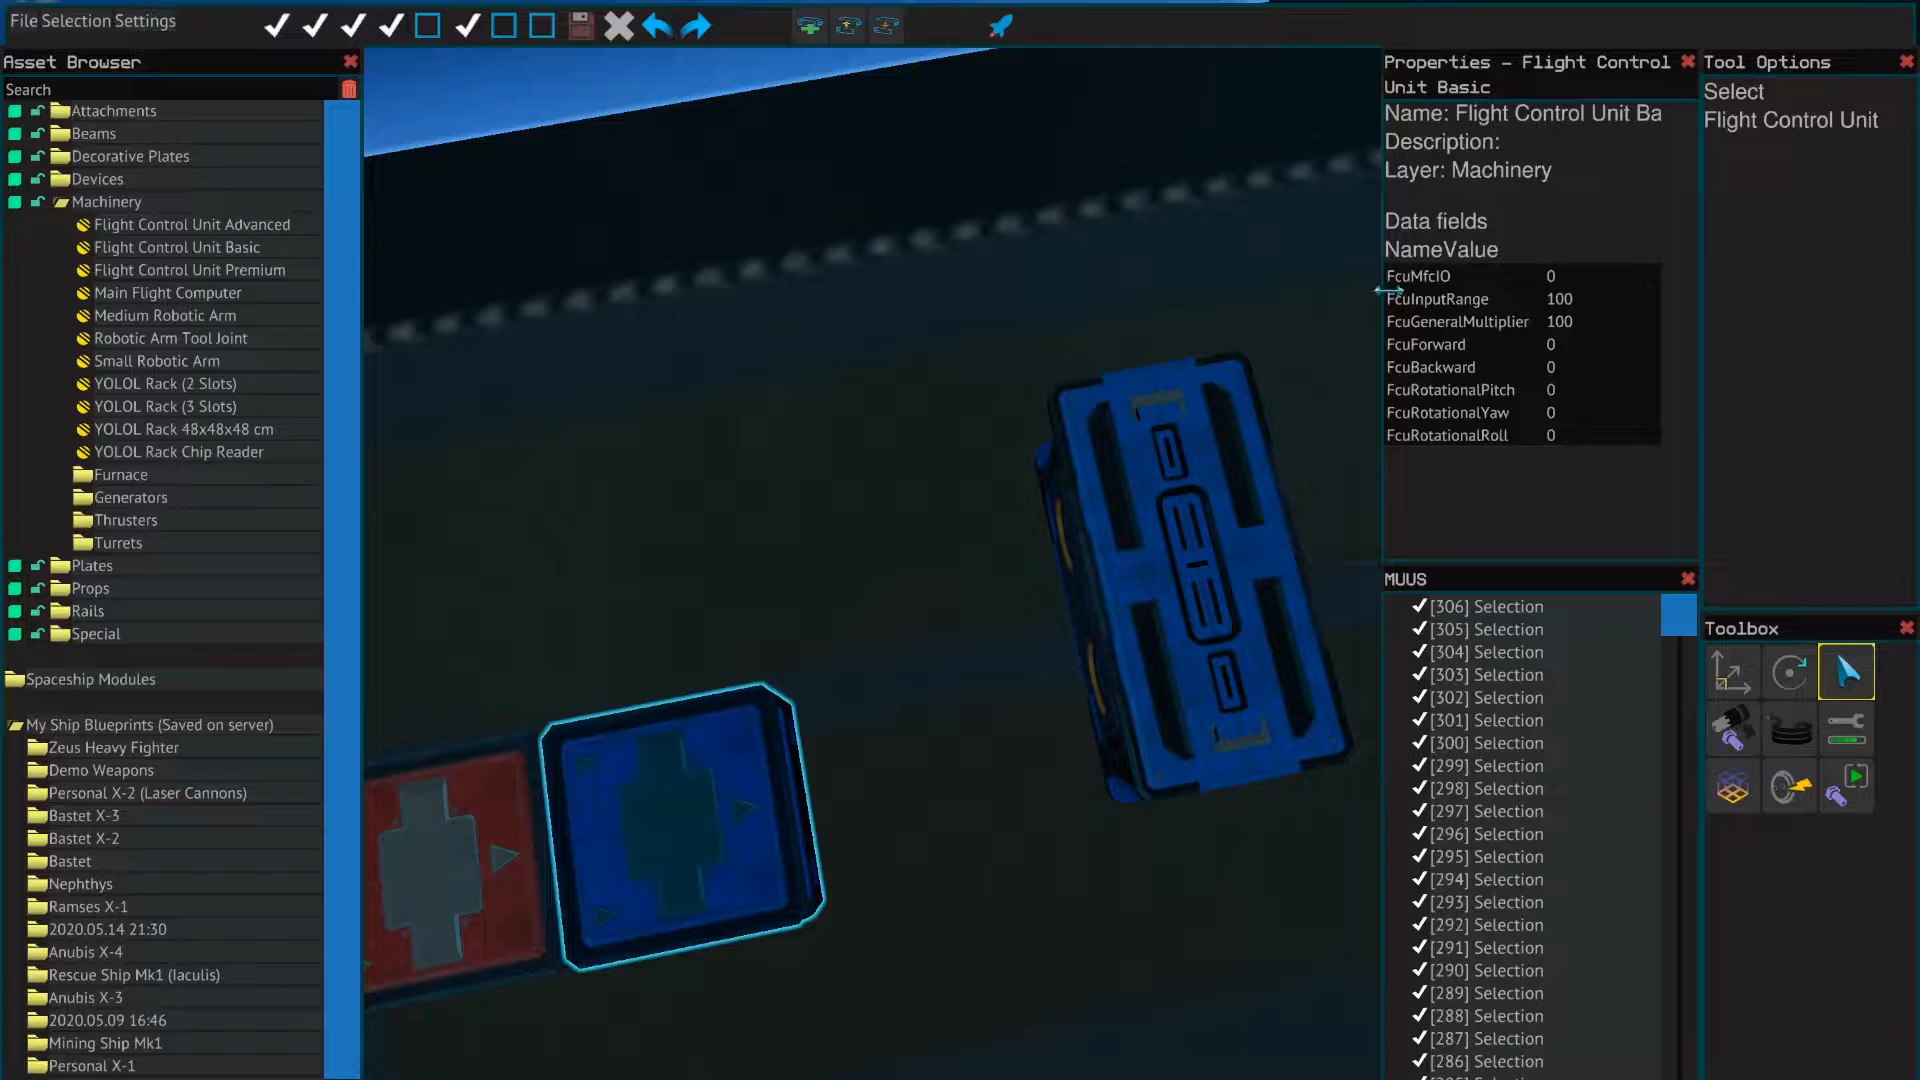 File Selection Settings
Asset Browser
Search
Attachments
Beams
Decorative Plates
Devices
Machinery
Flight Control Unit Advanced
Flight Control Unit Basic
Flight Control Unit Premium
Main Flight Computer
Medium Robotic Arm
Robotic Arm Tool Joint
Small Robotic Arm
YOLOL Rack (2 Slots)
YOLOL Rack (3 Slots)
YOLOL Rack 48x48x48 cm
YOLOL Rack Chip Reader
Furnace
Generators
Thrusters
Turrets
Plates
Props
Rails
Special
Spaceship Modules
My Ship Blueprints (Saved on server)
Zeus Heavy Fighter
Demo Weapons
Personal X-2 (Laser Cannons)
Bastet X-3
Bastet X-2
Bastet
Nephthys
Ramses X-1
2020.05.14 21:30
Anubis X-4
Rescue Ship Mk1 (Iaculis)
Anubis X-3
2020.05.09 16:46
Mining Ship Mk1
Personal X-1
Properties - Flight Control
Unit Basic
Name: Flight Control Unit Ba
Description:
Layer: Machinery
Data fields
NameValue
FcuMfcIO 0
FcuInputRange 100
FcuGeneralMultiplier 100
FcuForward 0
FcuBackward 0
FcuRotationalPitch 0
FcuRotationalYaw 0
FcuRotationalRoll 0
MUUS
[306] Selection
[305] Selection
[304] Selection
[303] Selection
[302] Selection
[301] Selection
[300] Selection
[299] Selection
[298] Selection
[297] Selection
[296] Selection
[295] Selection
[294] Selection
[293] Selection
[292] Selection
[291] Selection
[290] Selection
[289] Selection
[288] Selection
[287] Selection
[286] Selection
Tool Options
Select
Flight Control Unit
Toolbox